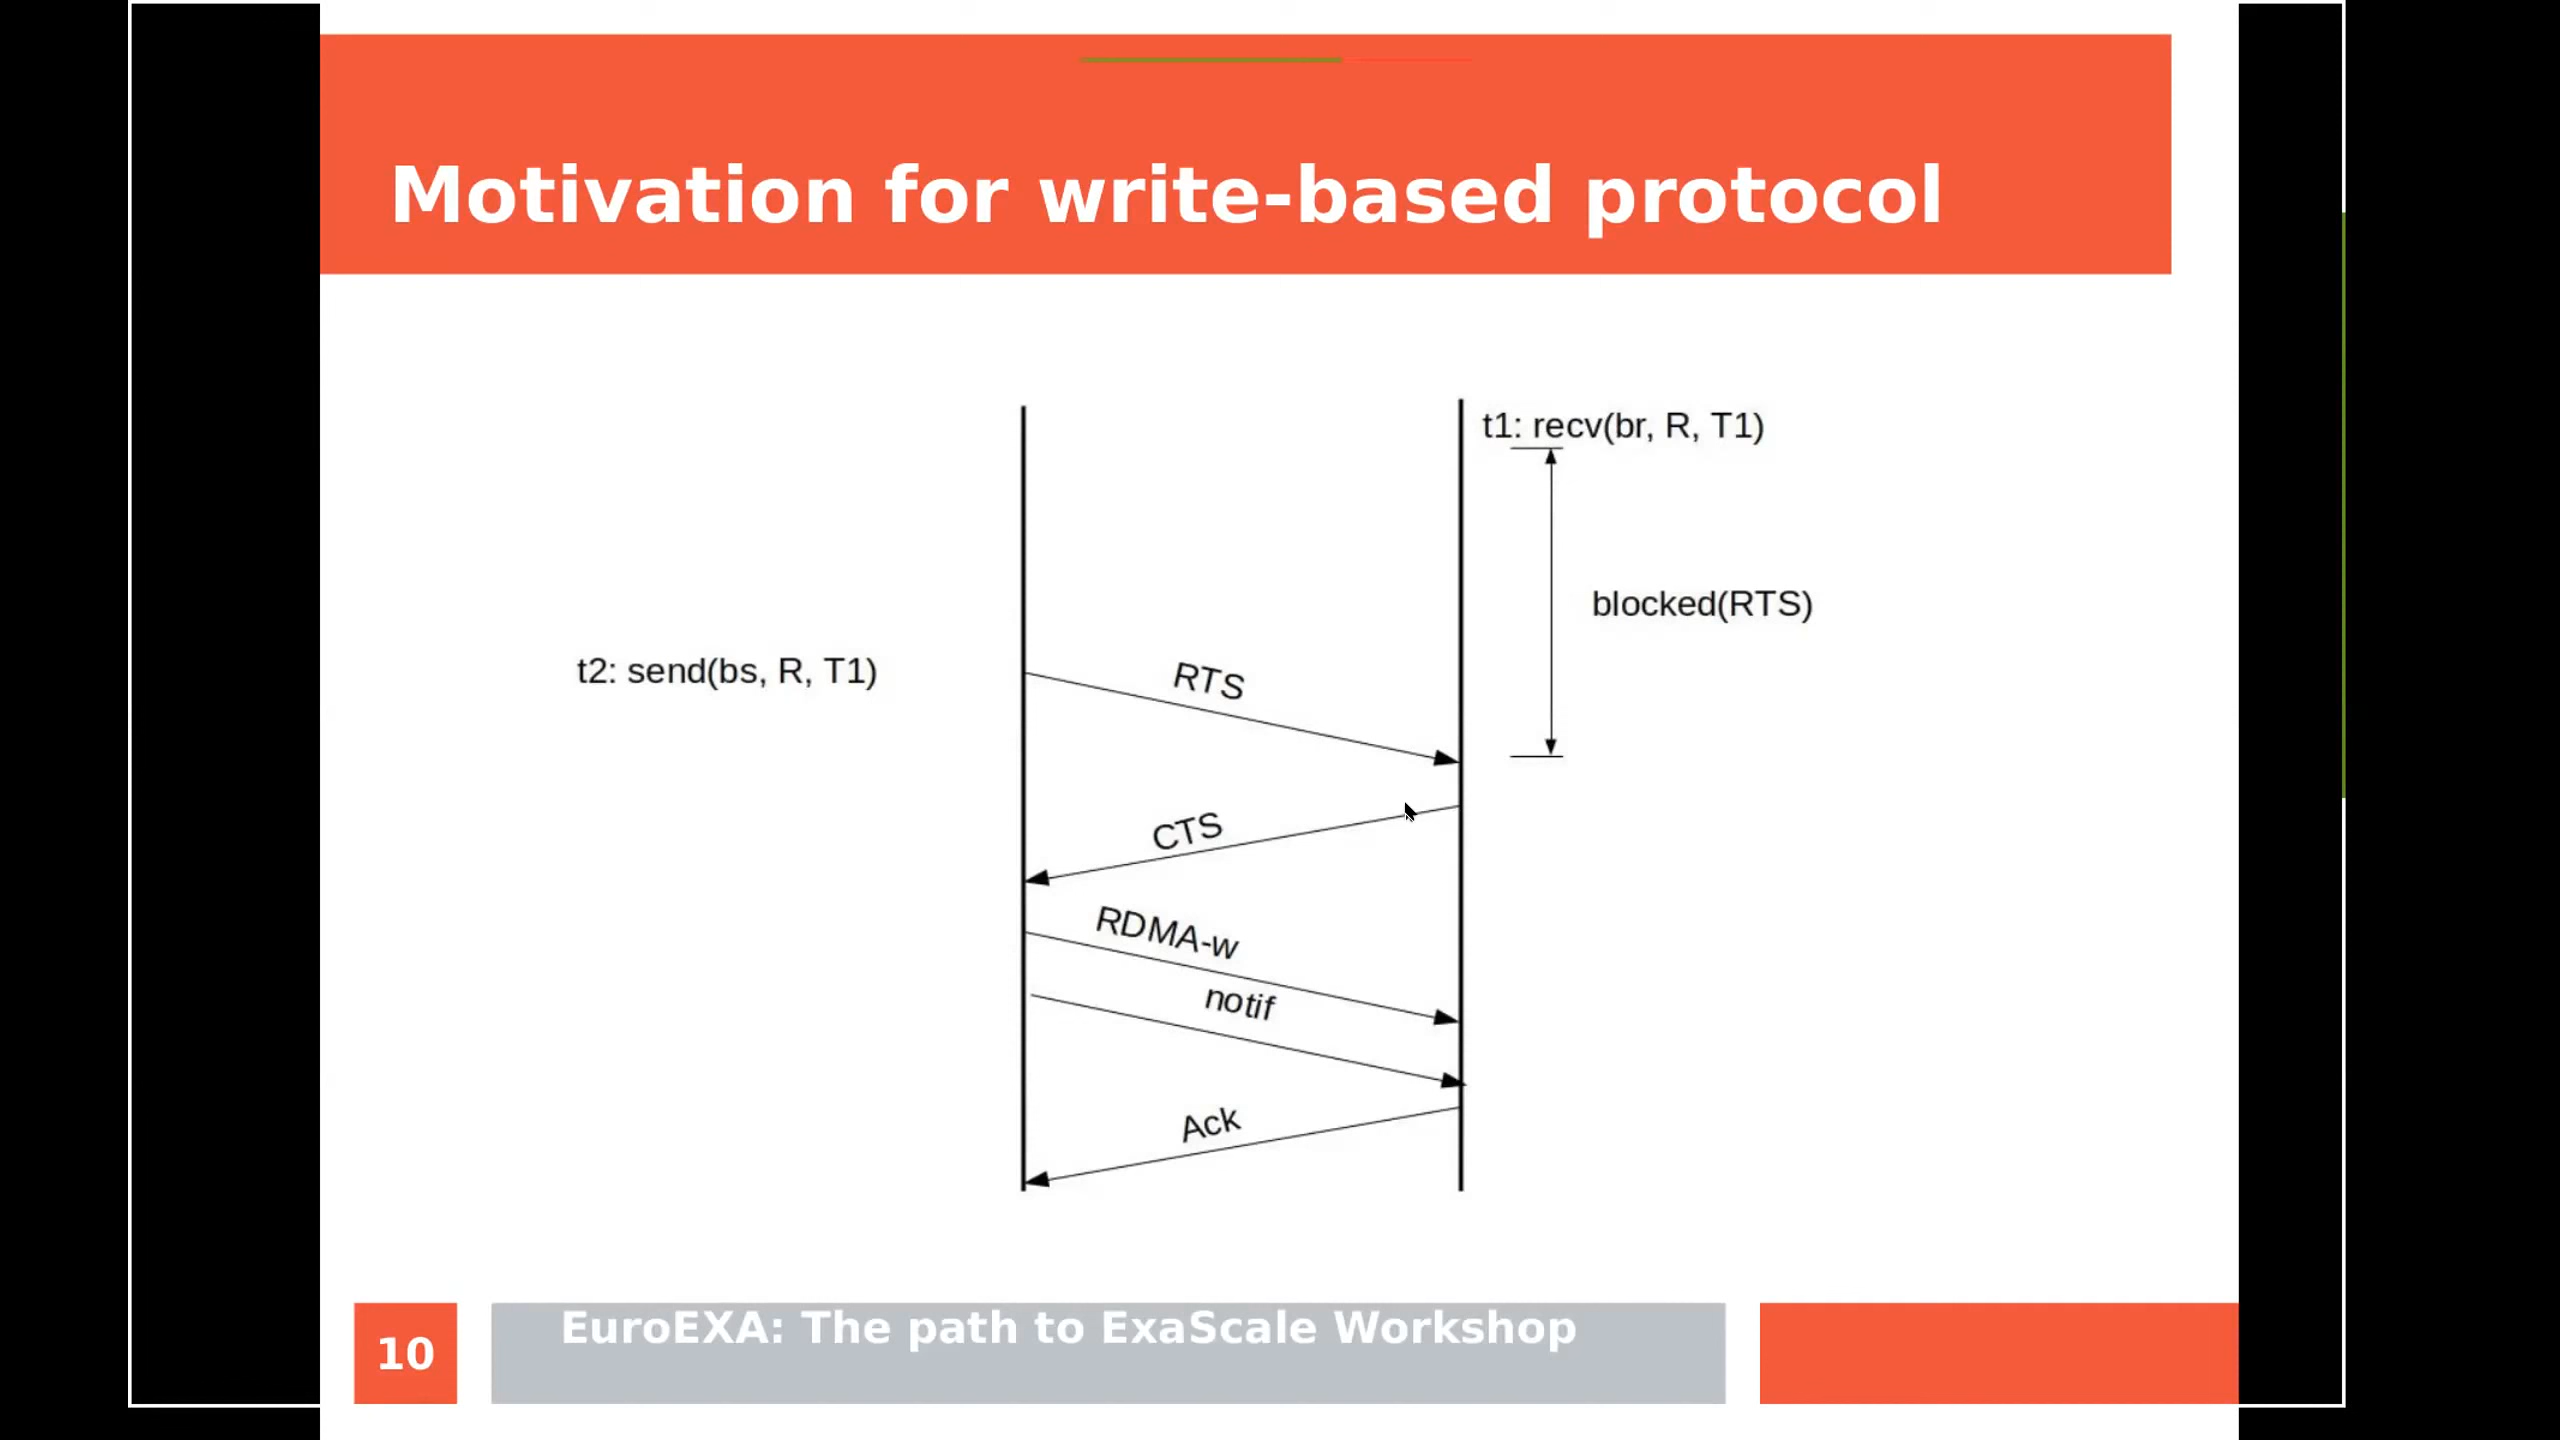 Motivation for write-based protocol
t1: recv(br, R, T1)
blocked(RTS)
t2: send(bs, R, T1)
RTS
CTS
RDMA-w
notif
Ack
10
EuroEXA: The path to ExaScale Workshop